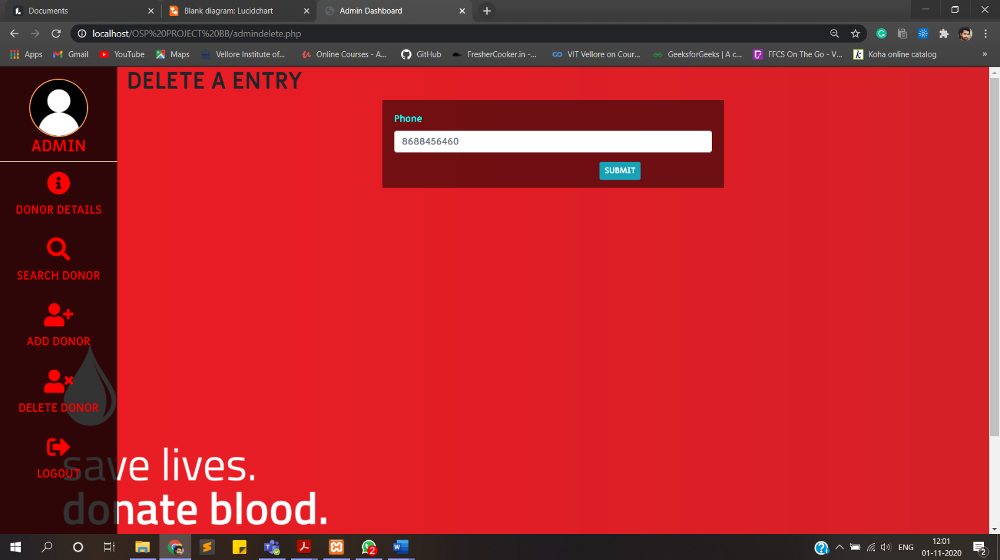 Documents
Blank diagram: Lucidchart
Admin Dashboard
localhost/OSP%20PROJECT%20BB/admindelete.php
Apps
Gmail
YouTube
Maps
Vellore Institute of...
Online Courses - A...
GitHub
FresherCooker.in -...
VIT Vellore on Cour...
GeeksforGeeks | A c...
FFCS On The Go - V...
Koha online catalog
»
ADMIN
DONOR DETAILS
SEARCH DONOR
ADD DONOR
DELETE DONOR
LOGOUT
DELETE A ENTRY
Phone
8688456460
SUBMIT
save lives.
donate blood.
2
ENG
12:01
01-11-2020
2